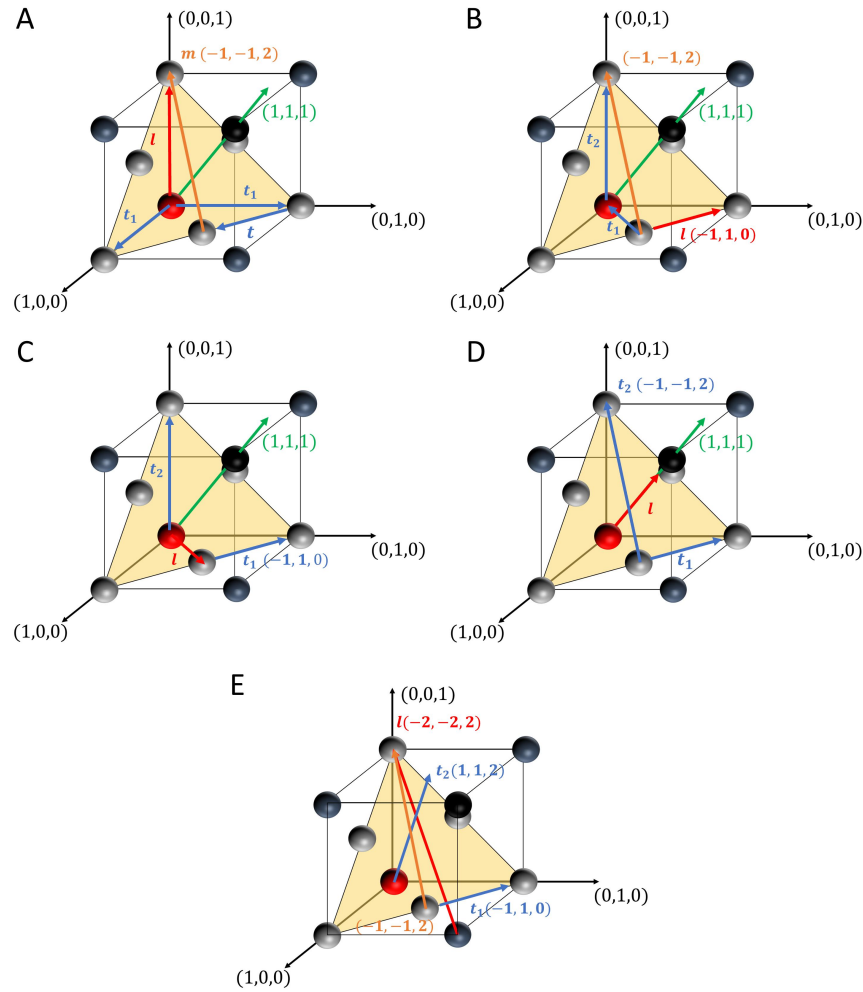 A
(0,0,1)
m (−1,−1,2)
(1,1,1)
l
t₁
t₁
t
(0,1,0)
(1,0,0)
B
(0,0,1)
(−1,−1,2)
(1,1,1)
t₂
t₁
l (−1,1,0)
(0,1,0)
(1,0,0)
C
(0,0,1)
(1,1,1)
t₂
l
t₁ (−1,1,0)
(0,1,0)
(1,0,0)
D
(0,0,1)
t₂ (−1,−1,2)
(1,1,1)
l
t₁
(0,1,0)
(1,0,0)
E
(0,0,1)
l(−2,−2,2)
t₂(1,1,2)
t₁(−1,1,0)
(−1,−1,2)
(0,1,0)
(1,0,0)